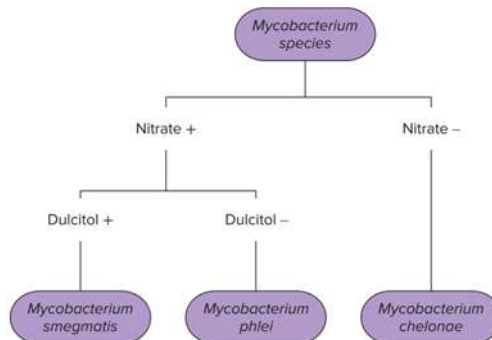 Mycobacterium
species
Nitrate +
Nitrate –
Dulcitol +
Dulcitol –
Mycobacterium
smegmatis
Mycobacterium
phlei
Mycobacterium
chelonae